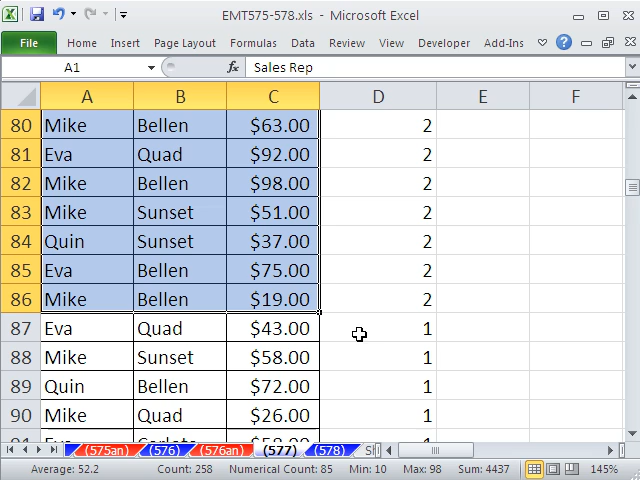 EMT575-578.xls - Microsoft Excel
File Home Insert Page Layout Formulas Data Review View Developer Add-Ins
A1 fx Sales Rep
A B C D E F
80 Mike Bellen $63.00 2
81 Eva Quad $92.00 2
82 Mike Bellen $98.00 2
83 Mike Sunset $51.00 2
84 Quin Sunset $37.00 2
85 Eva Bellen $75.00 2
86 Mike Bellen $19.00 2
87 Eva Quad $43.00 1
88 Mike Sunset $58.00 1
89 Quin Bellen $72.00 1
90 Mike Quad $26.00 1
(575an) (576) (576an) (577) (578)
Average: 52.2 Count: 258 Numerical Count: 85 Min: 10 Max: 98 Sum: 4437 145%